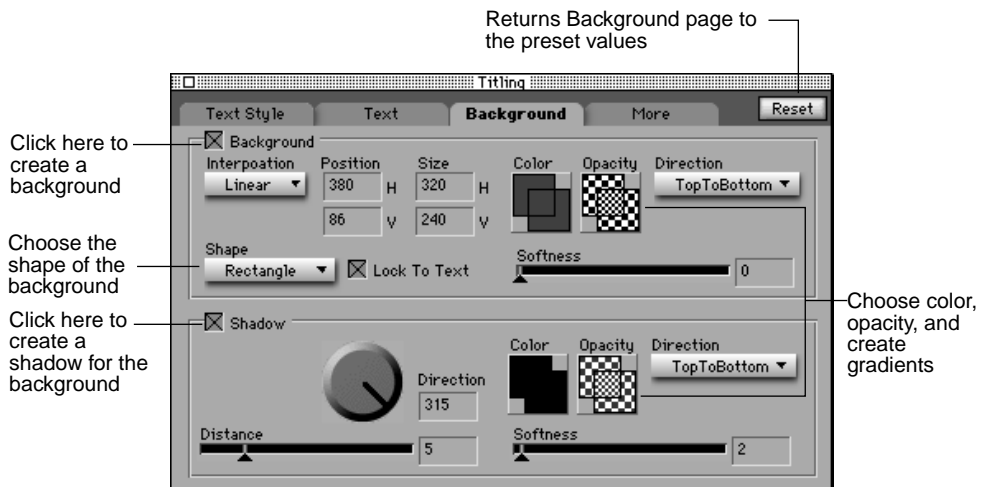 Returns Background page to
the preset values
Titling
Text Style Text Background More Reset
Click here to
create a
background
Background
Interpoation Position Size Color Opacity Direction
Linear 380 H 320 H TopToBottom
86 V 240 V
Choose the
shape of the
background
Shape Softness
Rectangle Lock To Text 0
Choose color,
opacity, and
create
gradients
Click here to
create a
shadow for the
background
Shadow
Color Opacity Direction
TopToBottom
Direction
315
Distance Softness
5 2